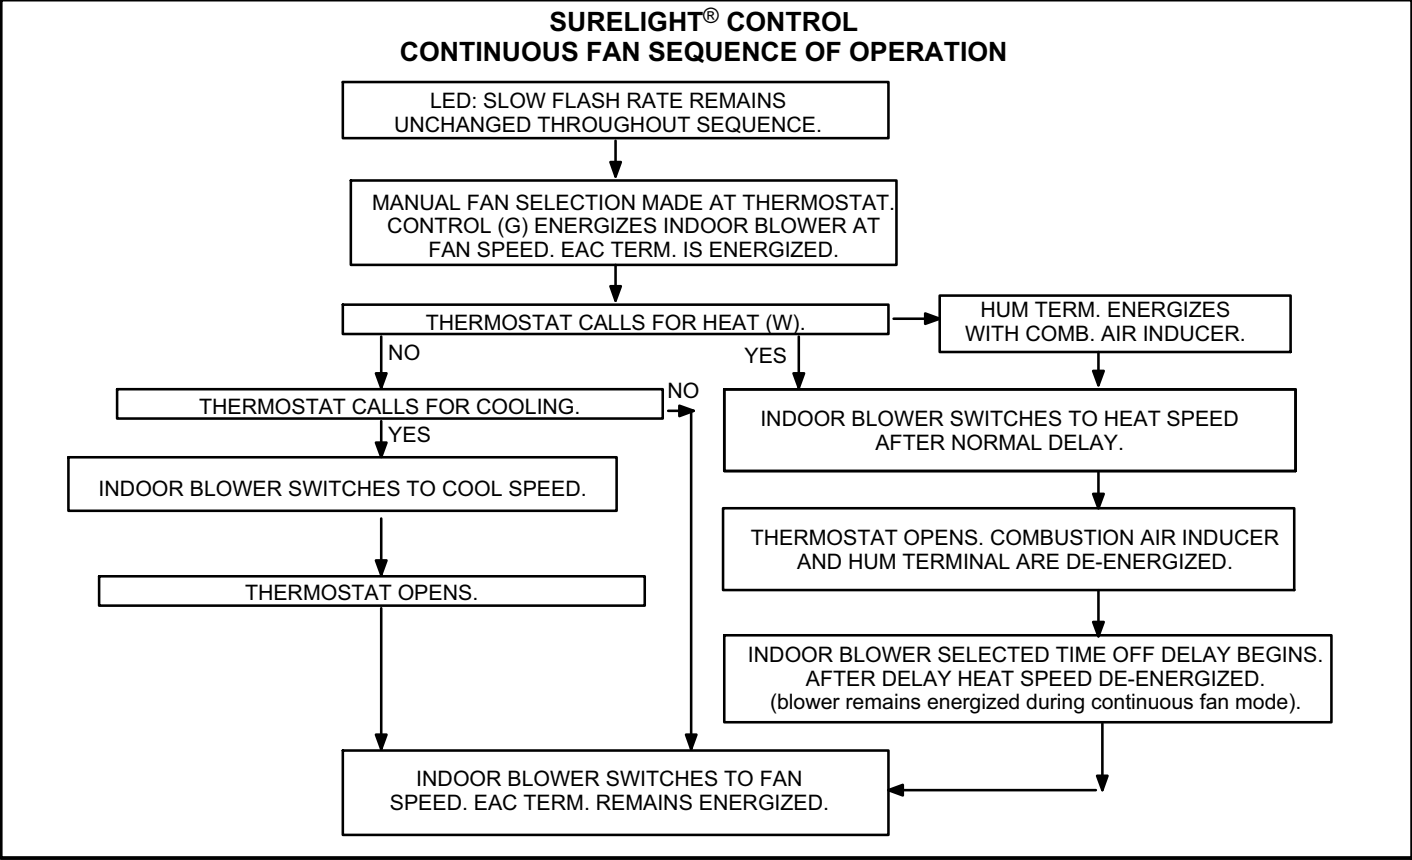 SURELIGHT® CONTROL
CONTINUOUS FAN SEQUENCE OF OPERATION
LED: SLOW FLASH RATE REMAINS
UNCHANGED THROUGHOUT SEQUENCE.
MANUAL FAN SELECTION MADE AT THERMOSTAT.
CONTROL (G) ENERGIZES INDOOR BLOWER AT
FAN SPEED. EAC TERM. IS ENERGIZED.
THERMOSTAT CALLS FOR HEAT (W).
HUM TERM. ENERGIZES
WITH COMB. AIR INDUCER.
NO
YES
THERMOSTAT CALLS FOR COOLING.
NO
YES
INDOOR BLOWER SWITCHES TO HEAT SPEED
AFTER NORMAL DELAY.
INDOOR BLOWER SWITCHES TO COOL SPEED.
THERMOSTAT OPENS. COMBUSTION AIR INDUCER
AND HUM TERMINAL ARE DE-ENERGIZED.
THERMOSTAT OPENS.
INDOOR BLOWER SELECTED TIME OFF DELAY BEGINS.
AFTER DELAY HEAT SPEED DE-ENERGIZED.
(blower remains energized during continuous fan mode).
INDOOR BLOWER SWITCHES TO FAN
SPEED. EAC TERM. REMAINS ENERGIZED.